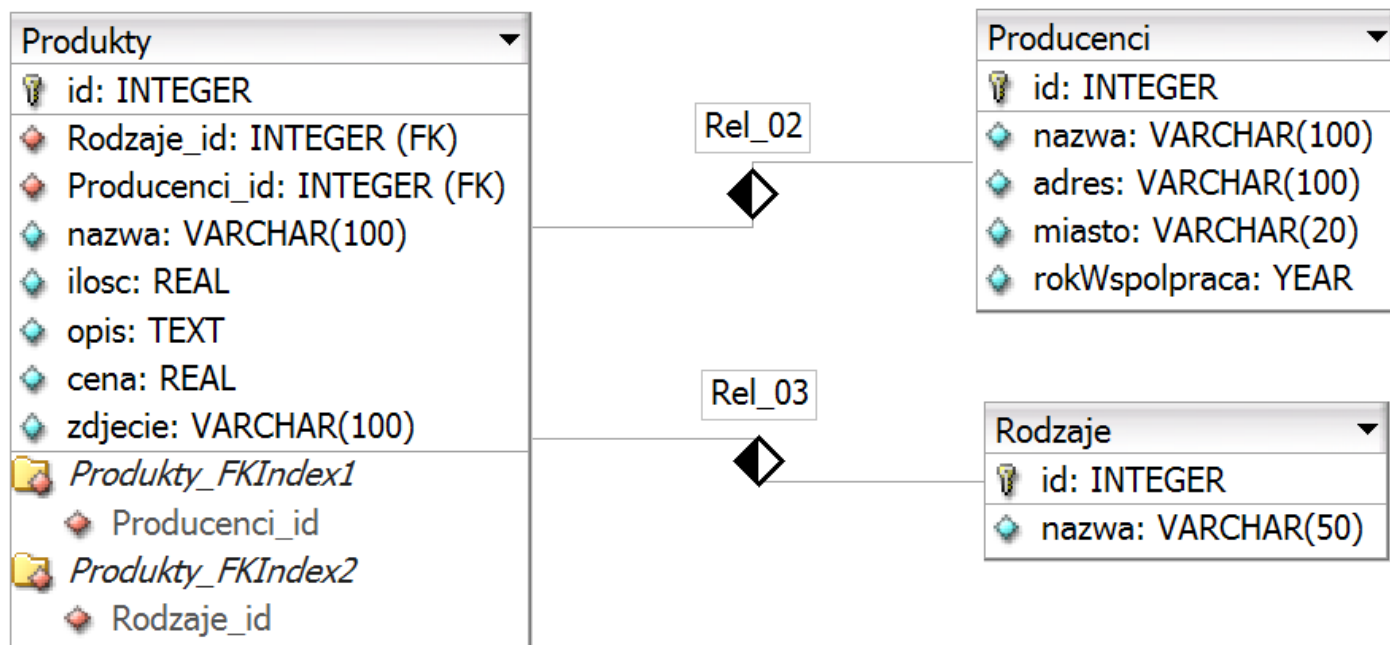 Produkty
id: INTEGER
Rodzaje_id: INTEGER (FK)
Producenci_id: INTEGER (FK)
nazwa: VARCHAR(100)
ilosc: REAL
opis: TEXT
cena: REAL
zdjecie: VARCHAR(100)
Produkty_FKIndex1
Producenci_id
Produkty_FKIndex2
Rodzaje_id
Rel_02
Rel_03
Producenci
id: INTEGER
nazwa: VARCHAR(100)
adres: VARCHAR(100)
miasto: VARCHAR(20)
rokWspolpraca: YEAR
Rodzaje
id: INTEGER
nazwa: VARCHAR(50)